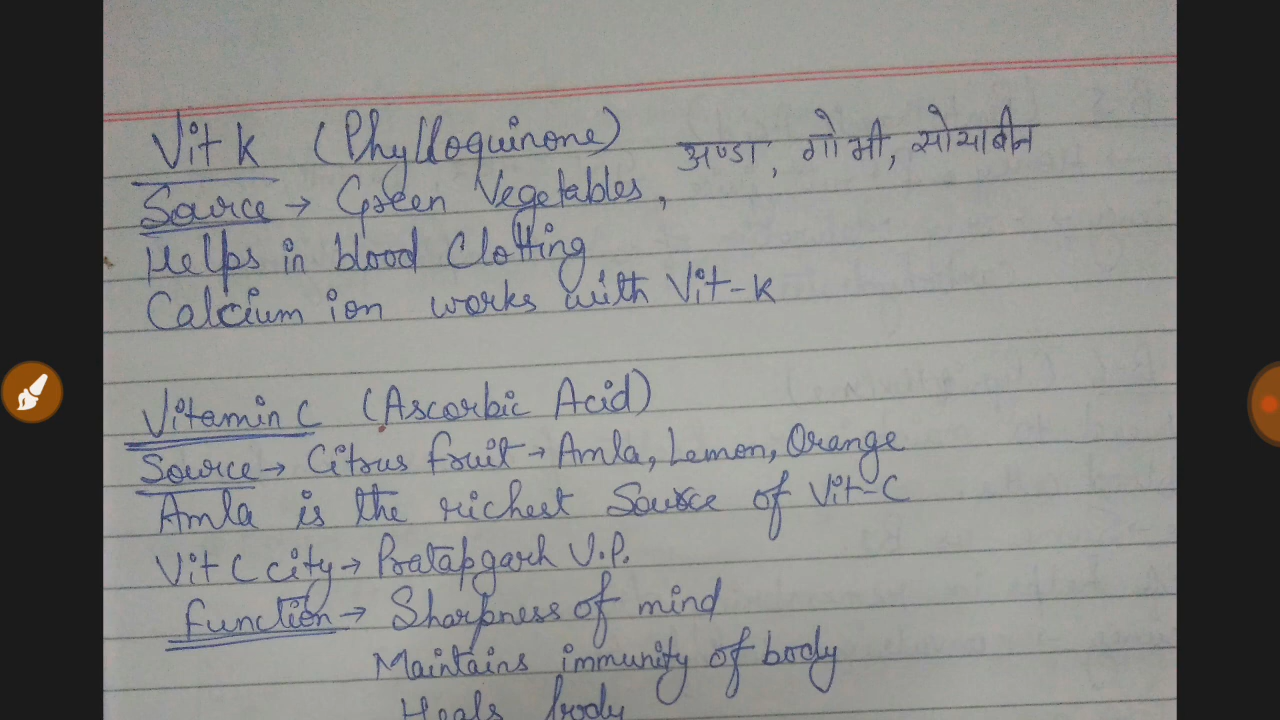 Vit K (Phylloquinone)
अण्डा, गोभी, सोयाबीन
Source → Green Vegetables,
Helps in blood Clotting
Calcium ion works with Vit-K
Vitamin C (Ascorbic Acid)
Source → Citrus fruit → Amla, Lemon, Orange
Amla is the richest Source of Vit-C
Vit C city → Pratapgarh U.P.
Function → Sharpness of mind
Maintains immunity of body
Heals body